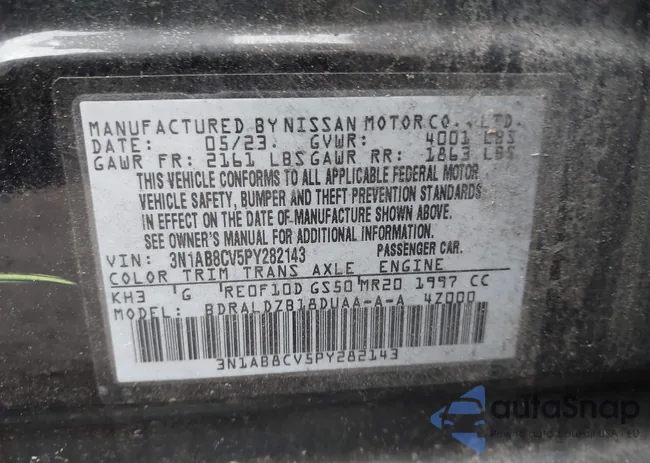 MANUFACTURED BY NISSAN MOTOR CO., LTD.
DATE: 05/23. GVWR: 4001 LBS
GAWR FR: 2161 LBS GAWR RR: 1863 LBS
THIS VEHICLE CONFORMS TO ALL APPLICABLE FEDERAL MOTOR
VEHICLE SAFETY, BUMPER AND THEFT PREVENTION STANDARDS
IN EFFECT ON THE DATE OF MANUFACTURE SHOWN ABOVE.
SEE OWNER'S MANUAL FOR ADDITIONAL INFORMATION.
VIN: 3N1AB8CV5PY282143 PASSENGER CAR.
COLOR TRIM TRANS AXLE ENGINE
KH3 G RE0F10D GS50 MR20 1997 CC
MODEL: BDRALDZB18DUAA-A-A 4Z000
3N1AB8CV5PY282143
autoSnap